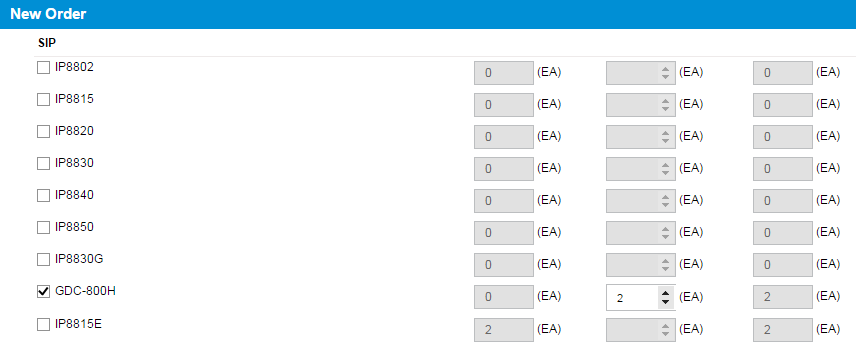 New Order
SIP
IP8802 0 (EA) (EA) 0 (EA)
IP8815 0 (EA) (EA) 0 (EA)
IP8820 0 (EA) (EA) 0 (EA)
IP8830 0 (EA) (EA) 0 (EA)
IP8840 0 (EA) (EA) 0 (EA)
IP8850 0 (EA) (EA) 0 (EA)
IP8830G 0 (EA) (EA) 0 (EA)
GDC-800H 0 (EA) 2 (EA) 2 (EA)
IP8815E 2 (EA) (EA) 2 (EA)